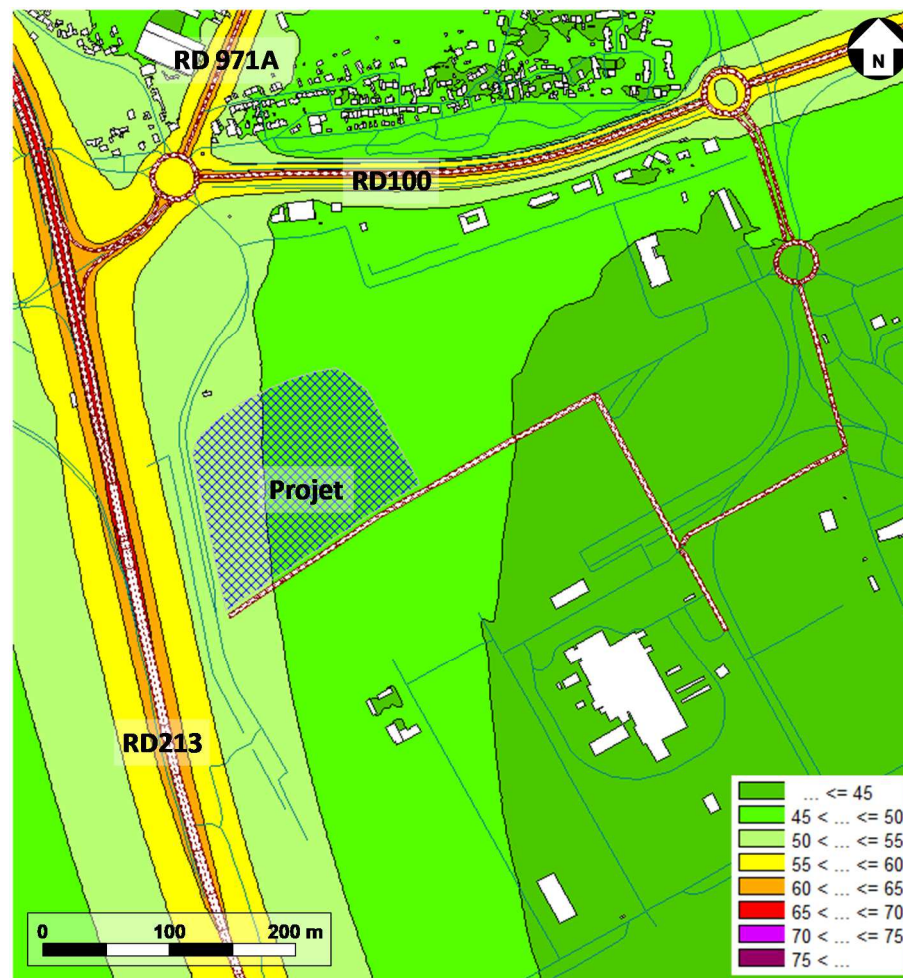 RD 971A
N
RD100
Projet
RD213
... <= 45
45 < ... <= 50
50 < ... <= 55
55 < ... <= 60
60 < ... <= 65
65 < ... <= 70
70 < ... <= 75
75 < ...
0 100 200 m